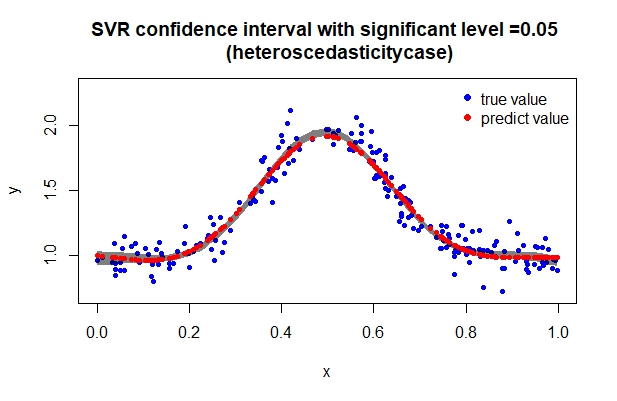 SVR confidence interval with significant level =0.05
(heteroscedasticitycase)
true value
predict value
y
2.0
1.5
1.0
0.0 0.2 0.4 0.6 0.8 1.0
x